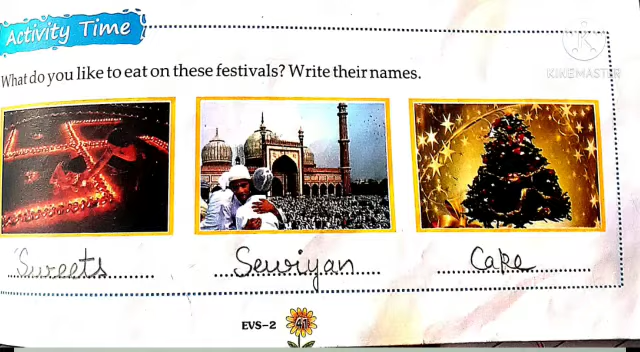 Activity Time
KINEMASTER
What do you like to eat on these festivals? Write their names.
Sweets
Sewiyan
Cake
EVS-2
41